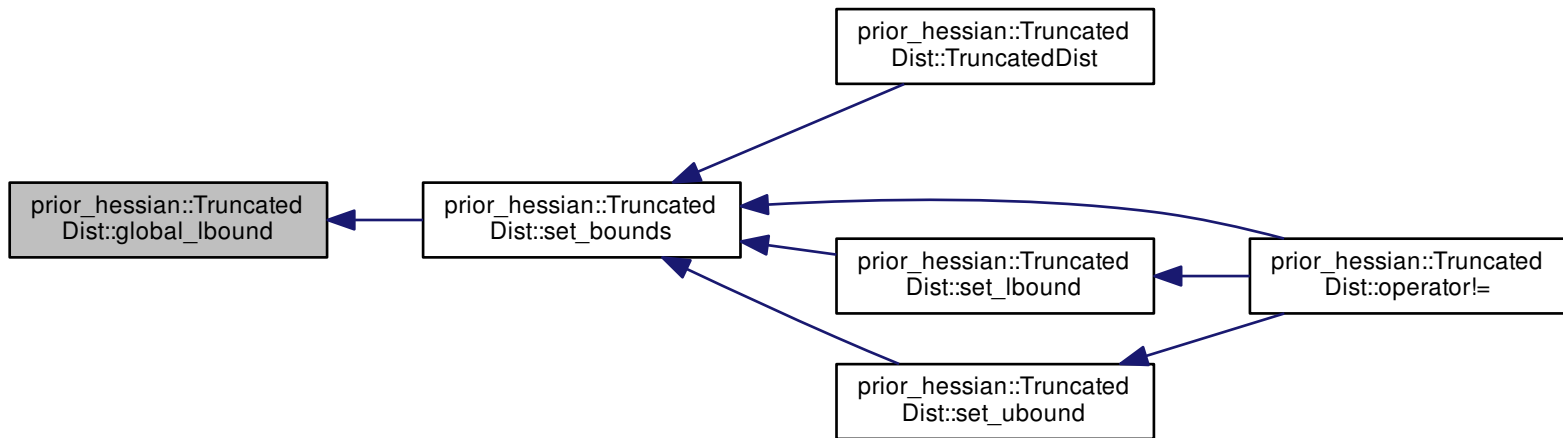 prior_hessian::Truncated
Dist::TruncatedDist
prior_hessian::Truncated
Dist::global_lbound
prior_hessian::Truncated
Dist::set_bounds
prior_hessian::Truncated
Dist::set_lbound
prior_hessian::Truncated
Dist::operator!=
prior_hessian::Truncated
Dist::set_ubound